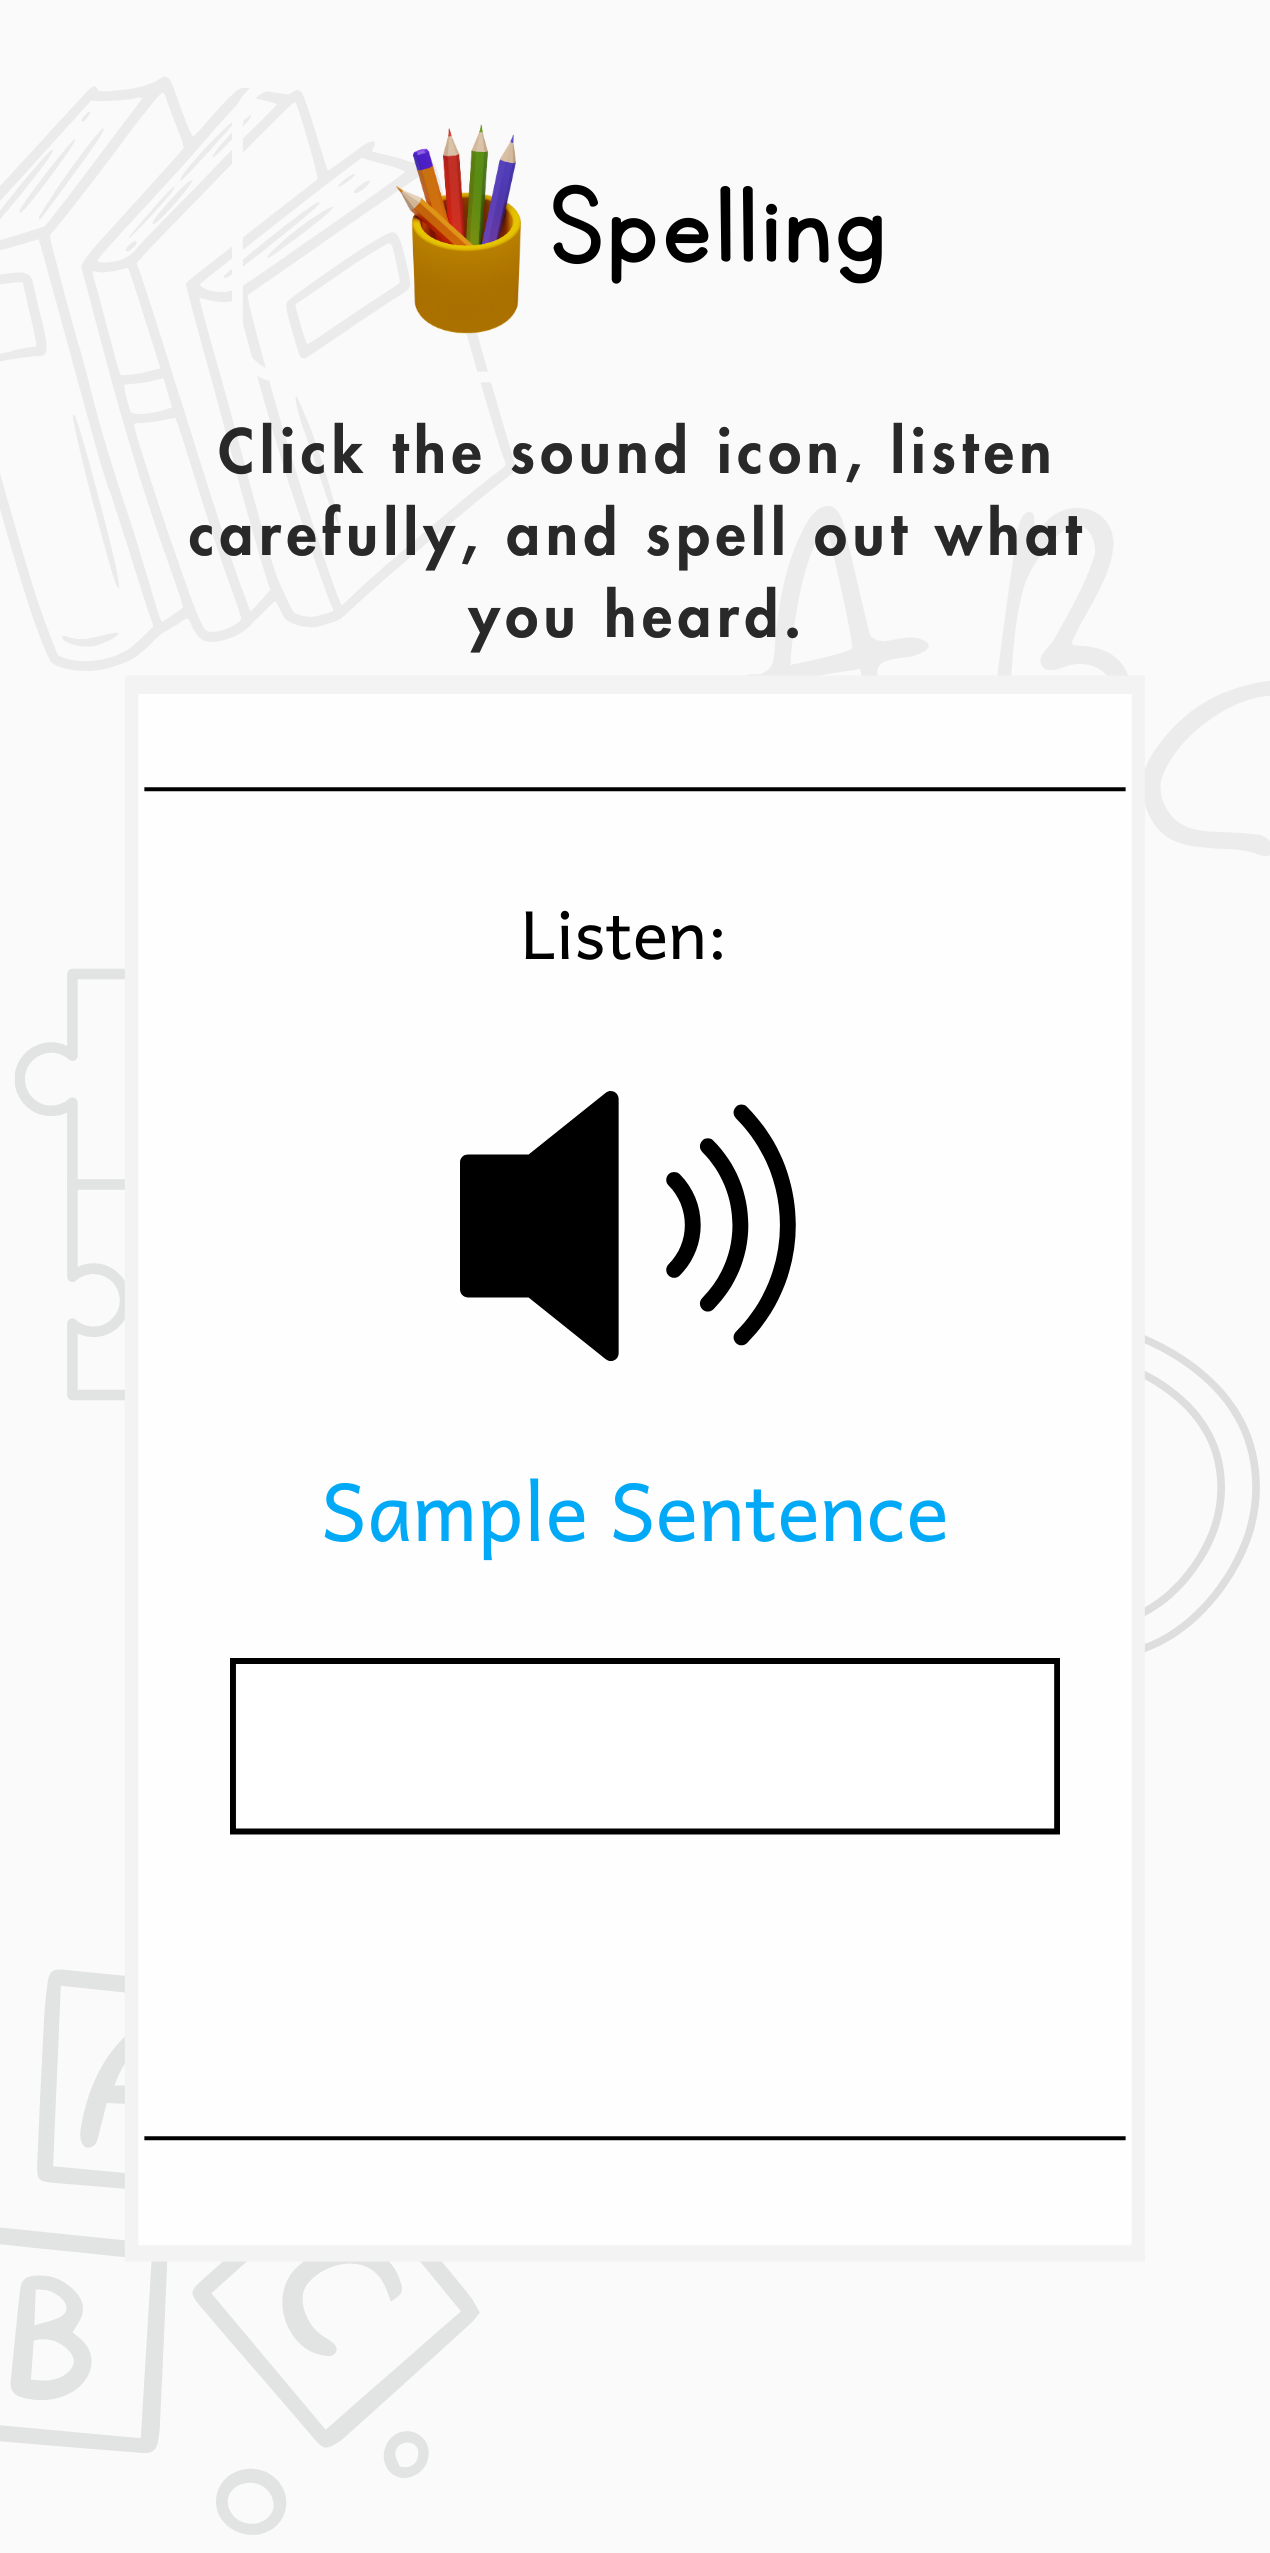 Spelling
Click the sound icon, listen
carefully, and spell out what
you heard.
A B
Listen:
Sample Sentence
A
B
C